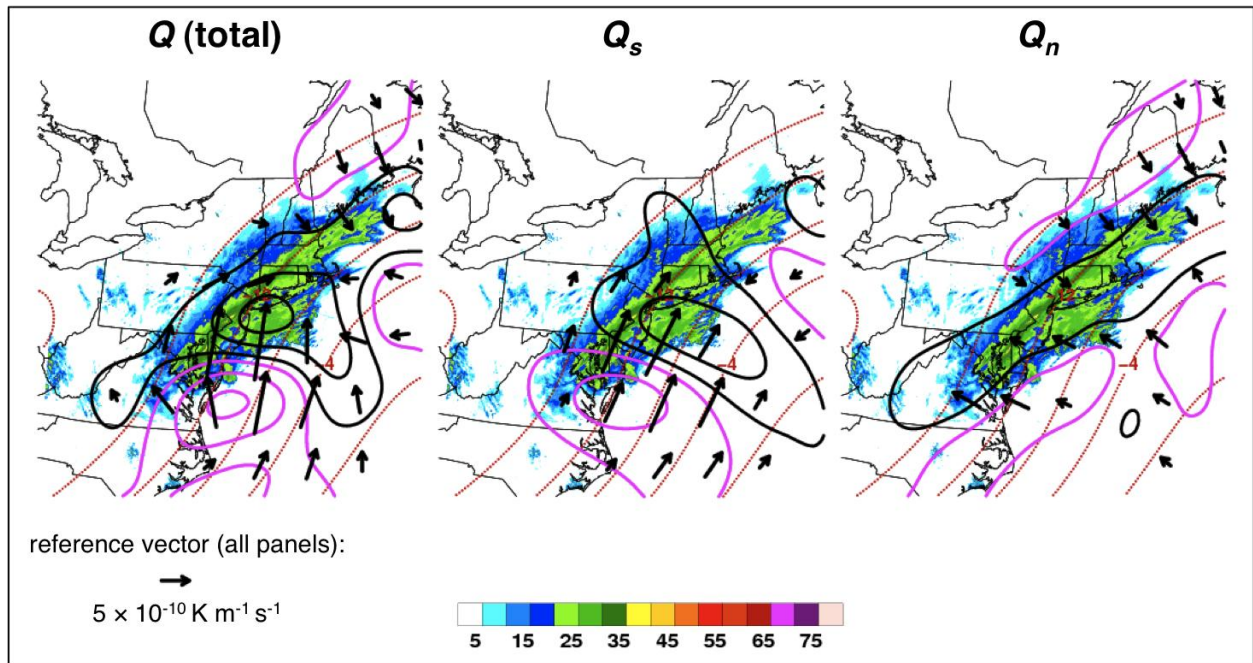 Q (total) Qs Qn
-4 -4 -4
reference vector (all panels):
5 × 10⁻¹⁰ K m⁻¹ s⁻¹
5 15 25 35 45 55 65 75